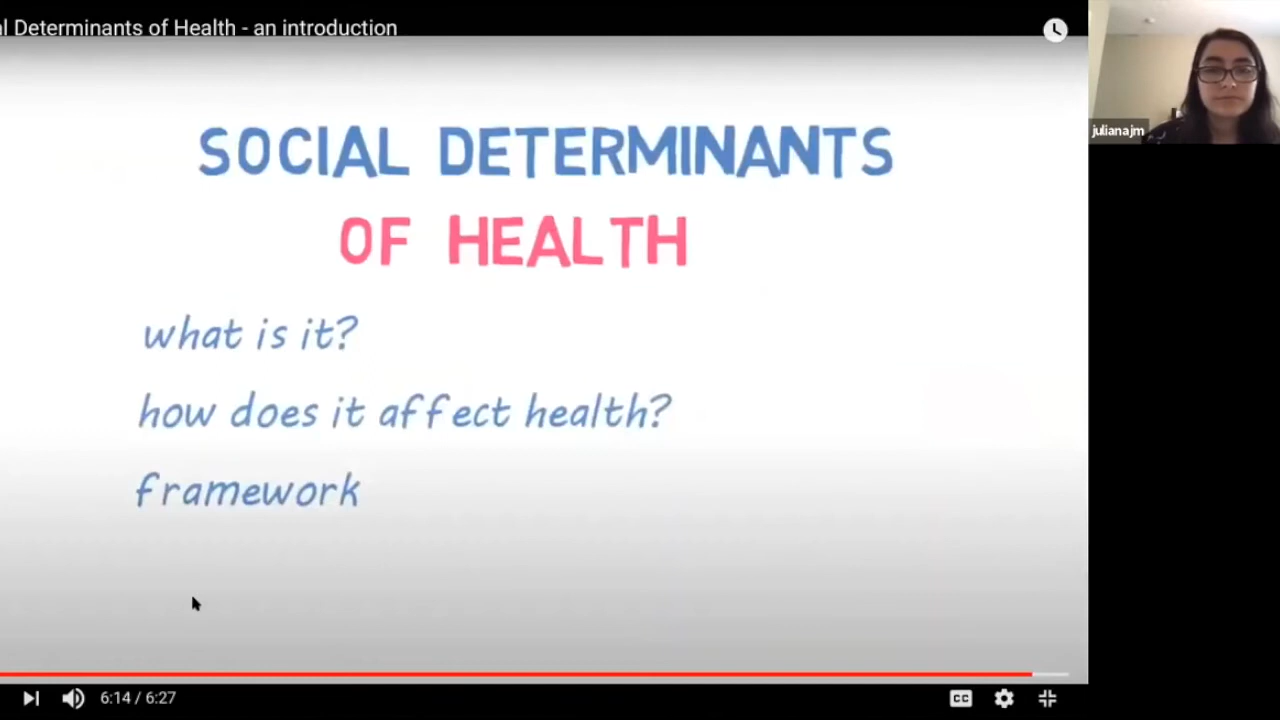 l Determinants of Health - an introduction
SOCIAL DETERMINANTS
OF HEALTH
what is it?
how does it affect health?
framework
julianajm
6:14 / 6:27
CC